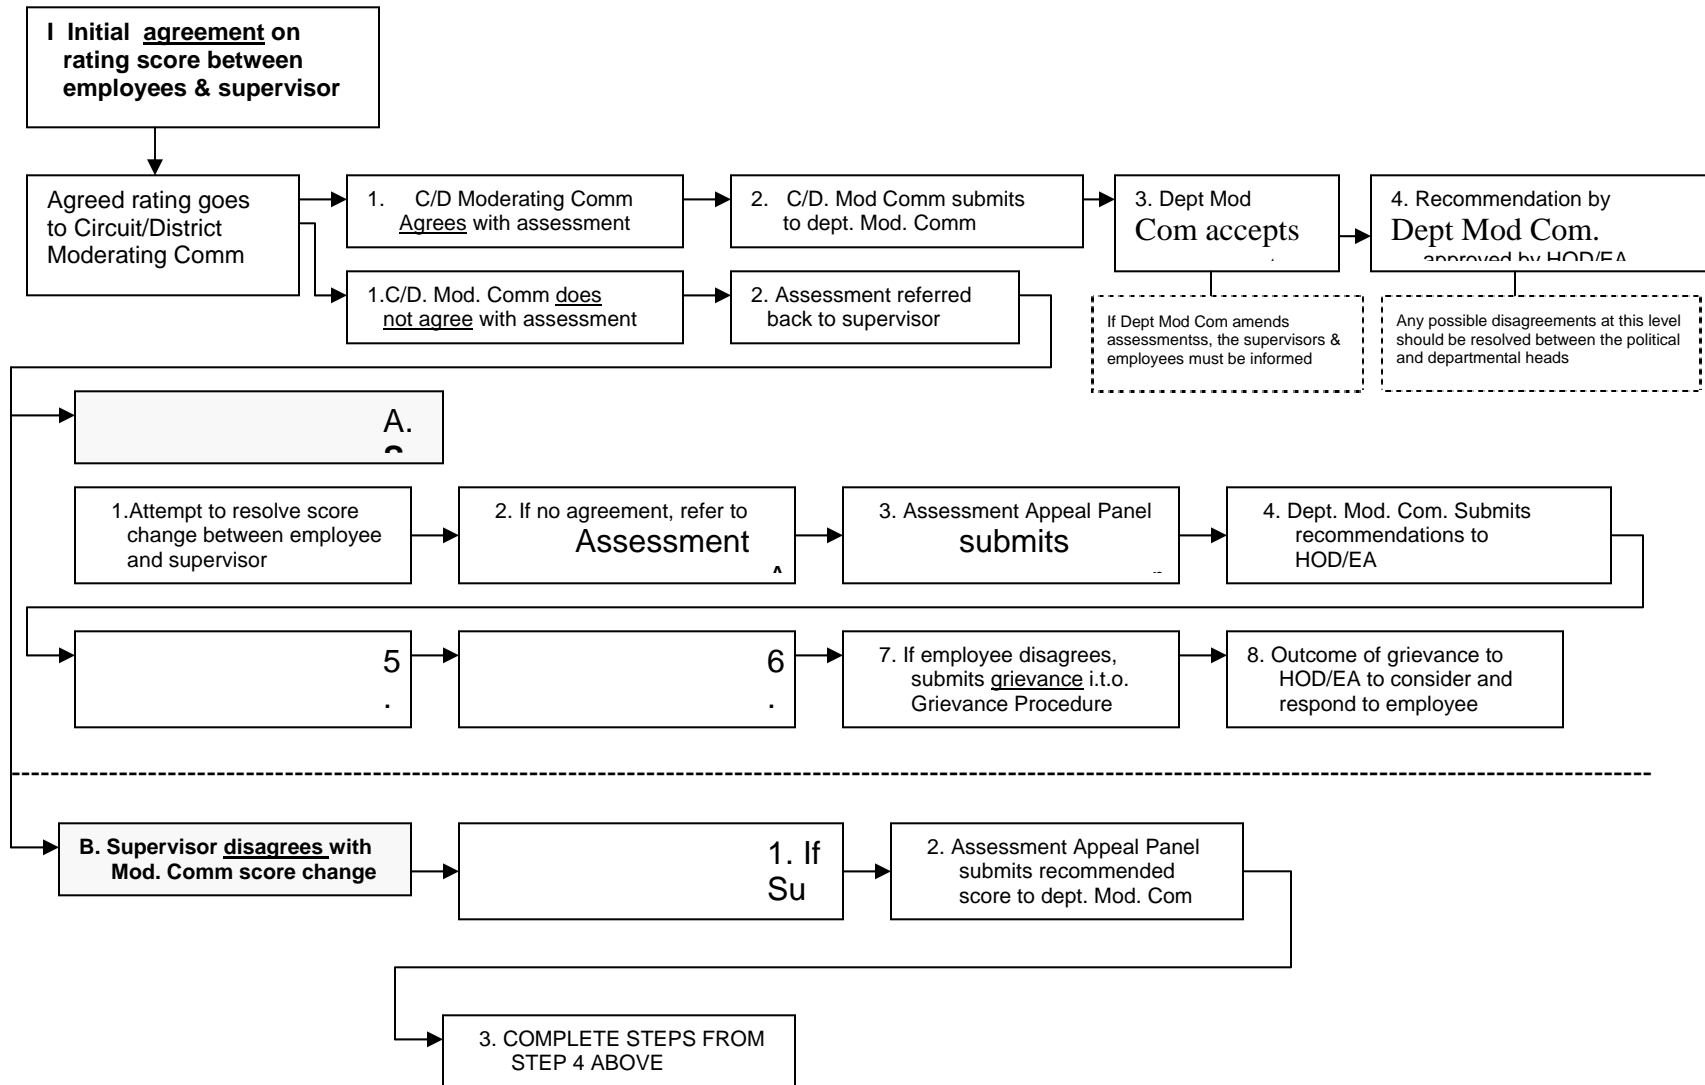 I Initial agreement on
rating score between
employees & supervisor
Agreed rating goes
to Circuit/District
Moderating Comm
1. C/D Moderating Comm
Agrees with assessment
2. C/D. Mod Comm submits
to dept. Mod. Comm
3. Dept Mod
Com accepts
4. Recommendation by
Dept Mod Com.
approved by HOD/EA
1.C/D. Mod. Comm does
not agree with assessment
2. Assessment referred
back to supervisor
If Dept Mod Com amends
assessmentss, the supervisors &
employees must be informed
Any possible disagreements at this level
should be resolved between the political
and departmental heads
A.
1.Attempt to resolve score
change between employee
and supervisor
2. If no agreement, refer to
Assessment
3. Assessment Appeal Panel
submits
4. Dept. Mod. Com. Submits
recommendations to
HOD/EA
5
.
6
.
7. If employee disagrees,
submits grievance i.t.o.
Grievance Procedure
8. Outcome of grievance to
HOD/EA to consider and
respond to employee
B. Supervisor disagrees with
Mod. Comm score change
1. If
Su
2. Assessment Appeal Panel
submits recommended
score to dept. Mod. Com
3. COMPLETE STEPS FROM
STEP 4 ABOVE